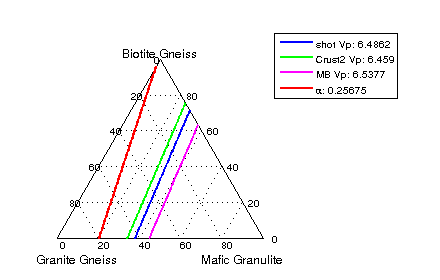 Biotite Gneiss
0
20 80
40 60
60 40
80 20
0 20 40 60 80 0
Granite Gneiss Mafic Granulite
shot Vp: 6.4862
Crust2 Vp: 6.459
MB Vp: 6.5377
α: 0.25675